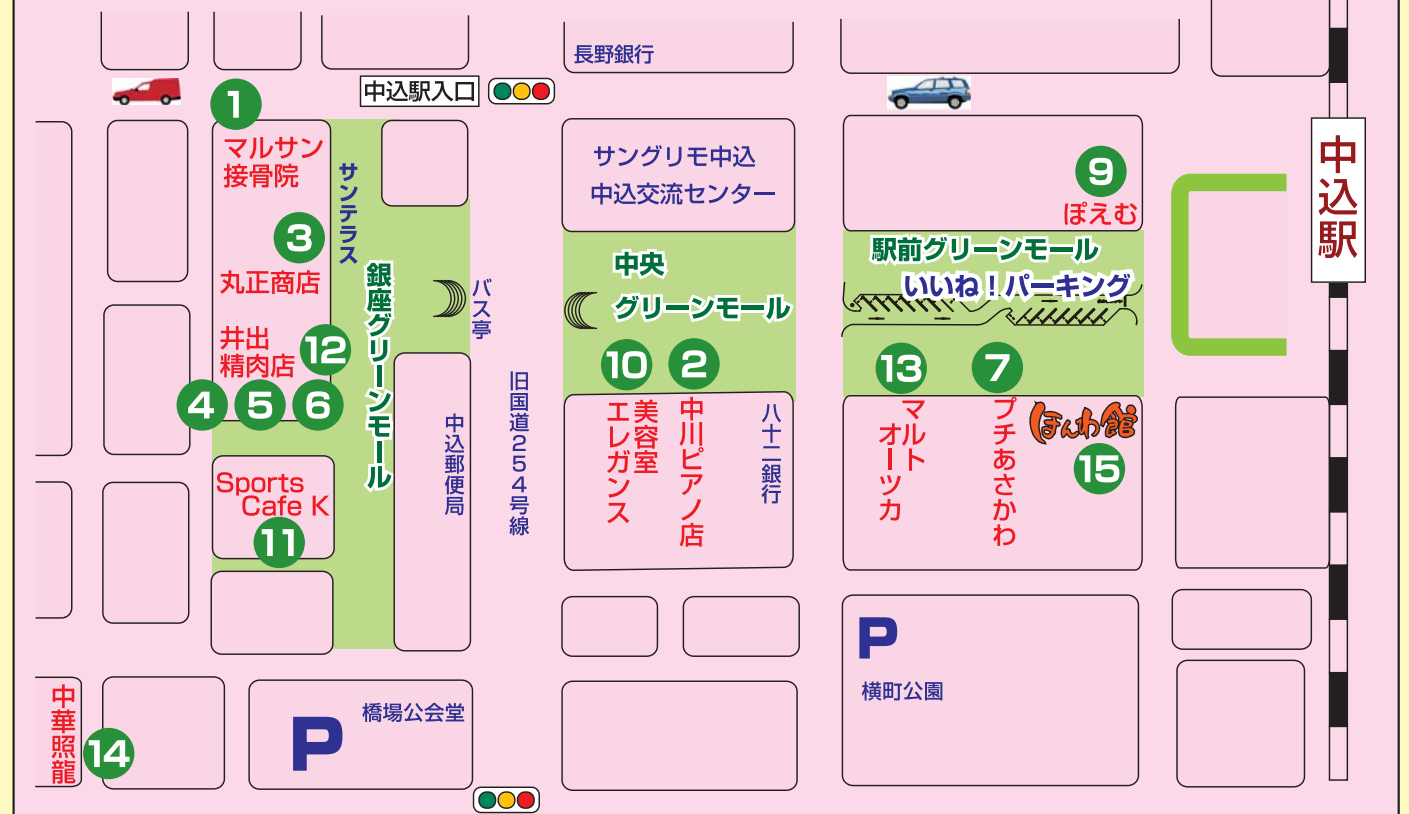 長野銀行
中込駅入口
1
マルサン
接骨院
サンテラス
3
丸正商店
井出
精肉店
12
4
5
6
銀座グリーンモール
バス亭
Sports
Cafe K
11
中込郵便局
旧国道254号線
サングリモ中込
中込交流センター
中央
グリーンモール
10
2
美容室
エレガンス
中川ピアノ店
八十二銀行
9
ぽえむ
駅前グリーンモール
いいね！パーキング
13
7
マルト
オーツカ
プチあさかわ
ほんわ館
15
中込駅
中華照龍
14
P
橋場公会堂
P
横町公園